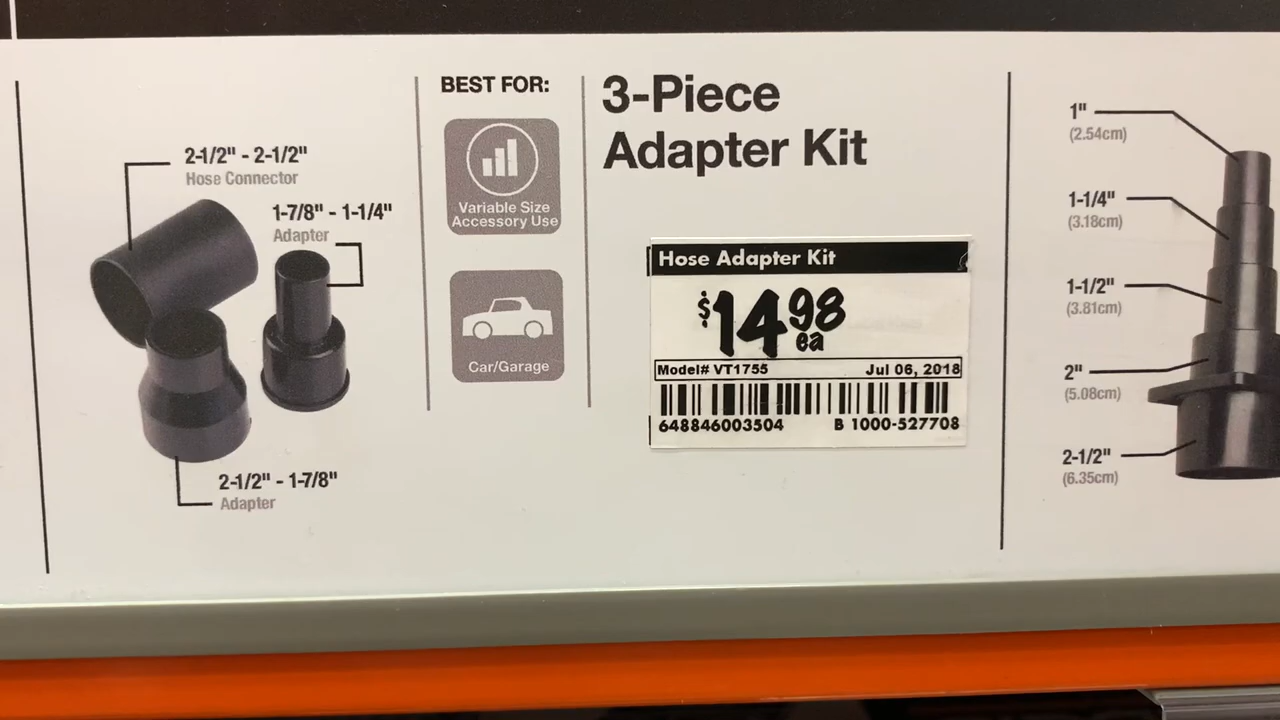 2-1/2" - 2-1/2"
Hose Connector
1-7/8" - 1-1/4"
Adapter
2-1/2" - 1-7/8"
Adapter
BEST FOR:
Variable Size
Accessory Use
Car/Garage
3-Piece
Adapter Kit
Hose Adapter Kit
$14 98
ea
Model# VT1755 Jul 06, 2018
648846003504 B 1000-527708
1"
(2.54cm)
1-1/4"
(3.18cm)
1-1/2"
(3.81cm)
2"
(5.08cm)
2-1/2"
(6.35cm)